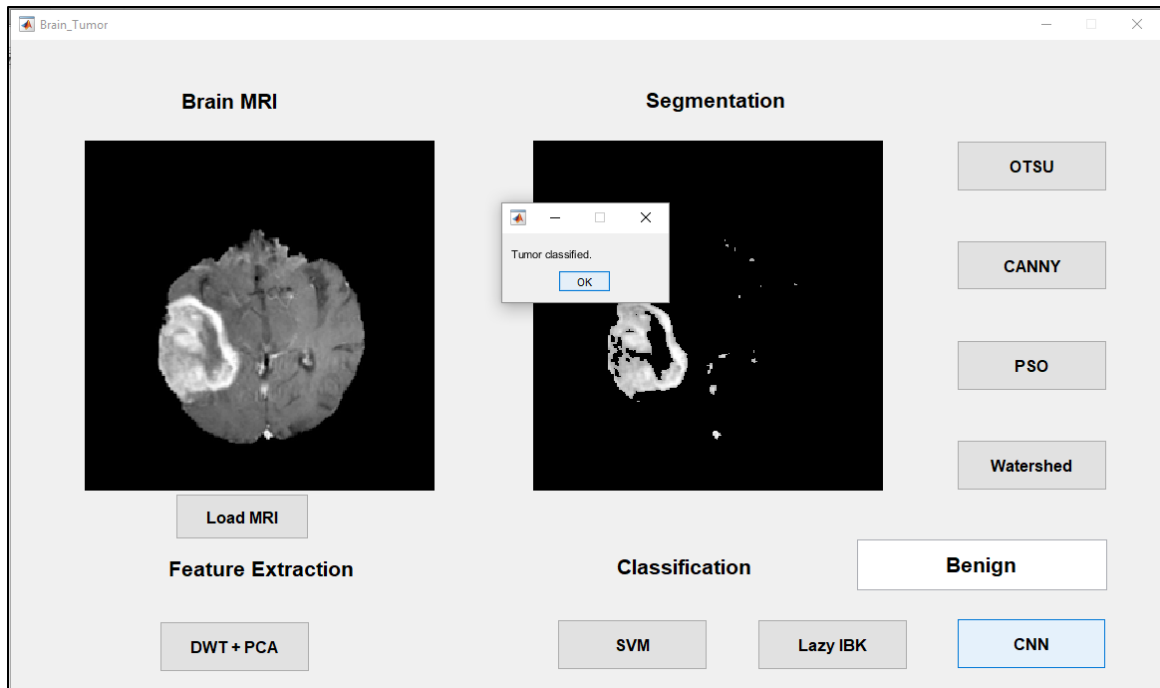 Brain_Tumor
Brain MRI
Segmentation
OTSU
CANNY
Tumor classified.
OK
PSO
Watershed
Load MRI
Feature Extraction
Classification
Benign
DWT + PCA
SVM
Lazy IBK
CNN